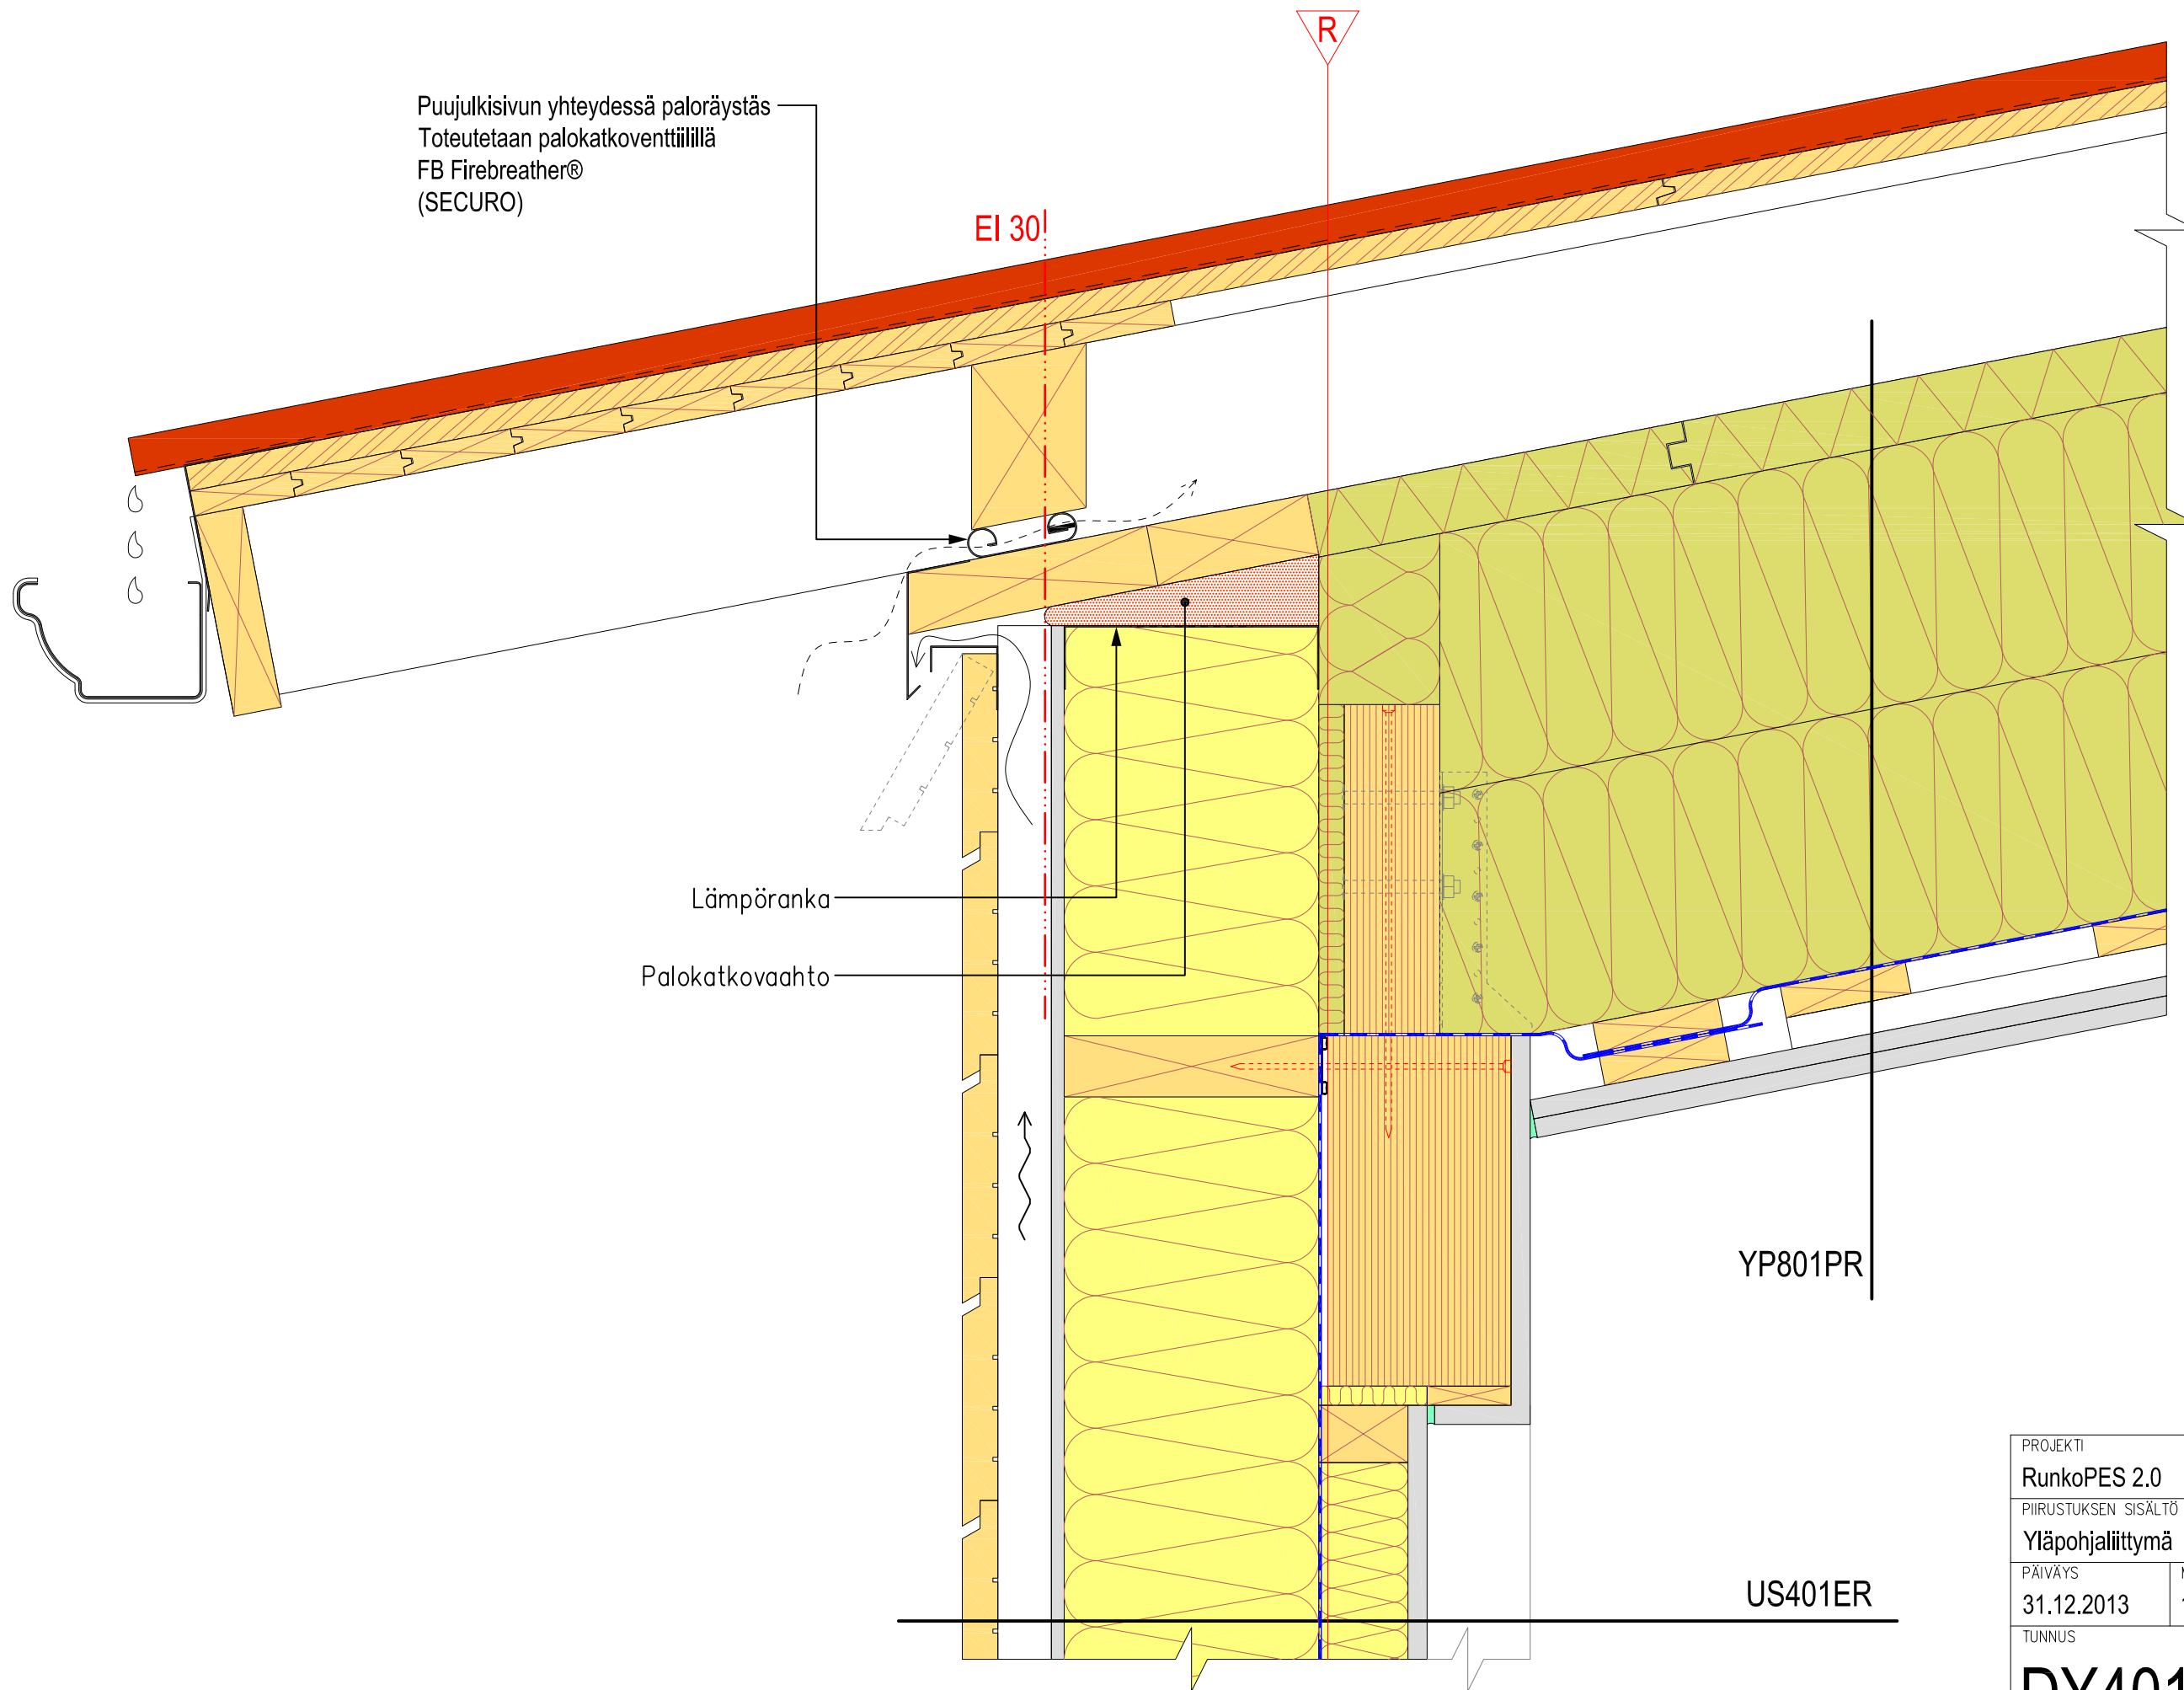 R
Puujulkisivun yhteydessä paloräystäs
Toteutetaan palokatkoventtiilillä
FB Firebreather®
(SECURO)
EI 30
Lämpöranka
Palokatkovaahto
YP801PR
US401ER
PROJEKTI
RunkoPES 2.0
PIIRUSTUKSEN SISÄLTÖ
Yläpohjaliittymä
PÄIVÄYS
31.12.2013
TUNNUS